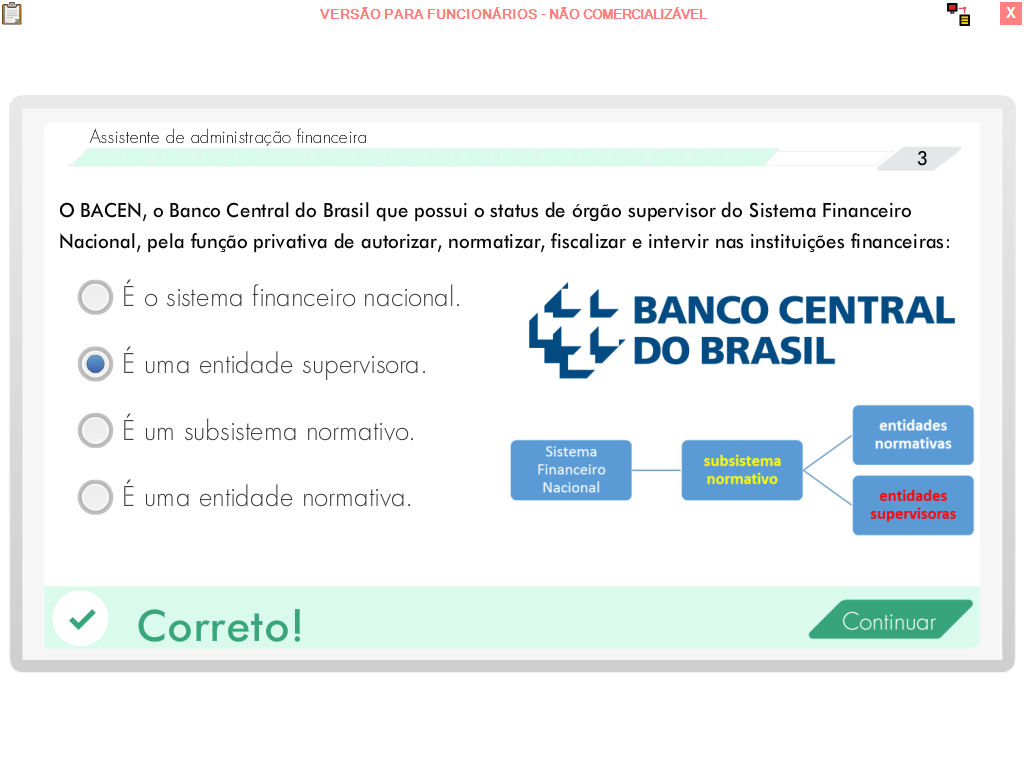 VERSÃO PARA FUNCIONÁRIOS - NÃO COMERCIALIZÁVEL
X
Assistente de administração financeira
3
O BACEN, o Banco Central do Brasil que possui o status de órgão supervisor do Sistema Financeiro
Nacional, pela função privativa de autorizar, normatizar, fiscalizar e intervir nas instituições financeiras:
É o sistema financeiro nacional.
É uma entidade supervisora.
É um subsistema normativo.
É uma entidade normativa.
BANCO CENTRAL
DO BRASIL
Sistema
Financeiro
Nacional
subsistema
normativo
entidades
normativas
entidades
supervisoras
Correto!
Continuar